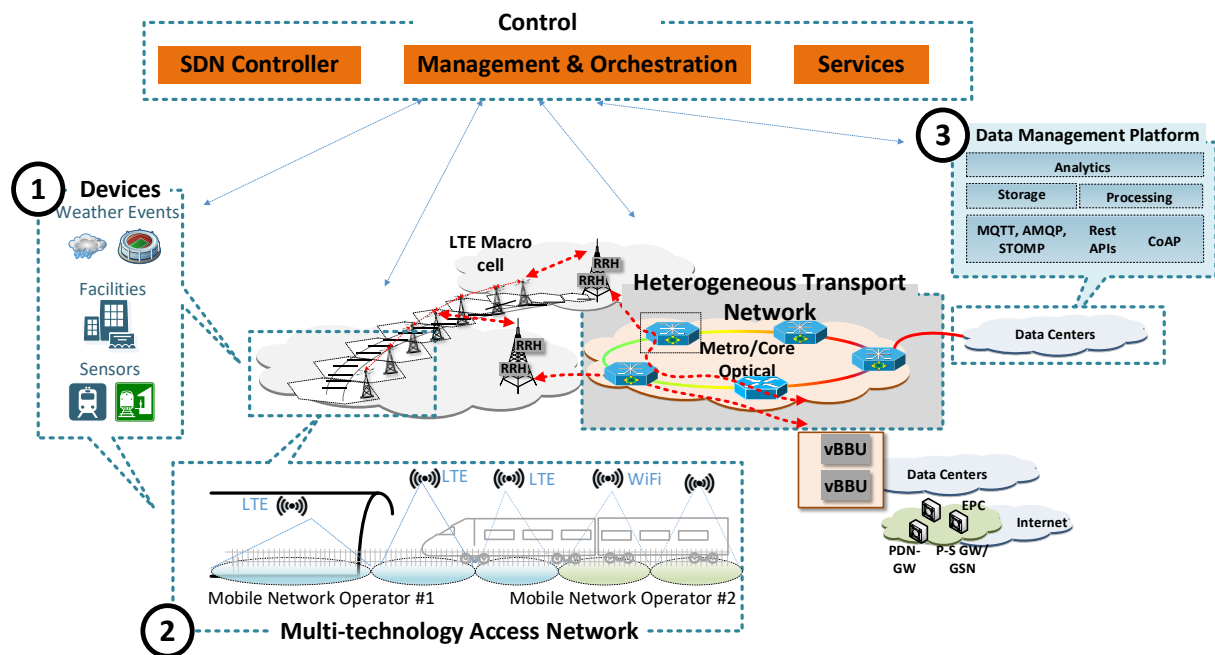 Control
SDN Controller
Management & Orchestration
Services
1
Devices
Weather Events
Facilities
Sensors
3
Data Management Platform
Analytics
Storage
Processing
MQTT, AMQP,
STOMP
Rest
APIs
CoAP
LTE Macro
cell
RRH
RRH
RRH
RRH
Heterogeneous Transport
Network
Metro/Core
Optical
Data Centers
vBBU
vBBU
Data Centers
EPC
Internet
PDN-
GW
P-S GW/
GSN
LTE
LTE
LTE
WiFi
Mobile Network Operator #1
Mobile Network Operator #2
2
Multi-technology Access Network